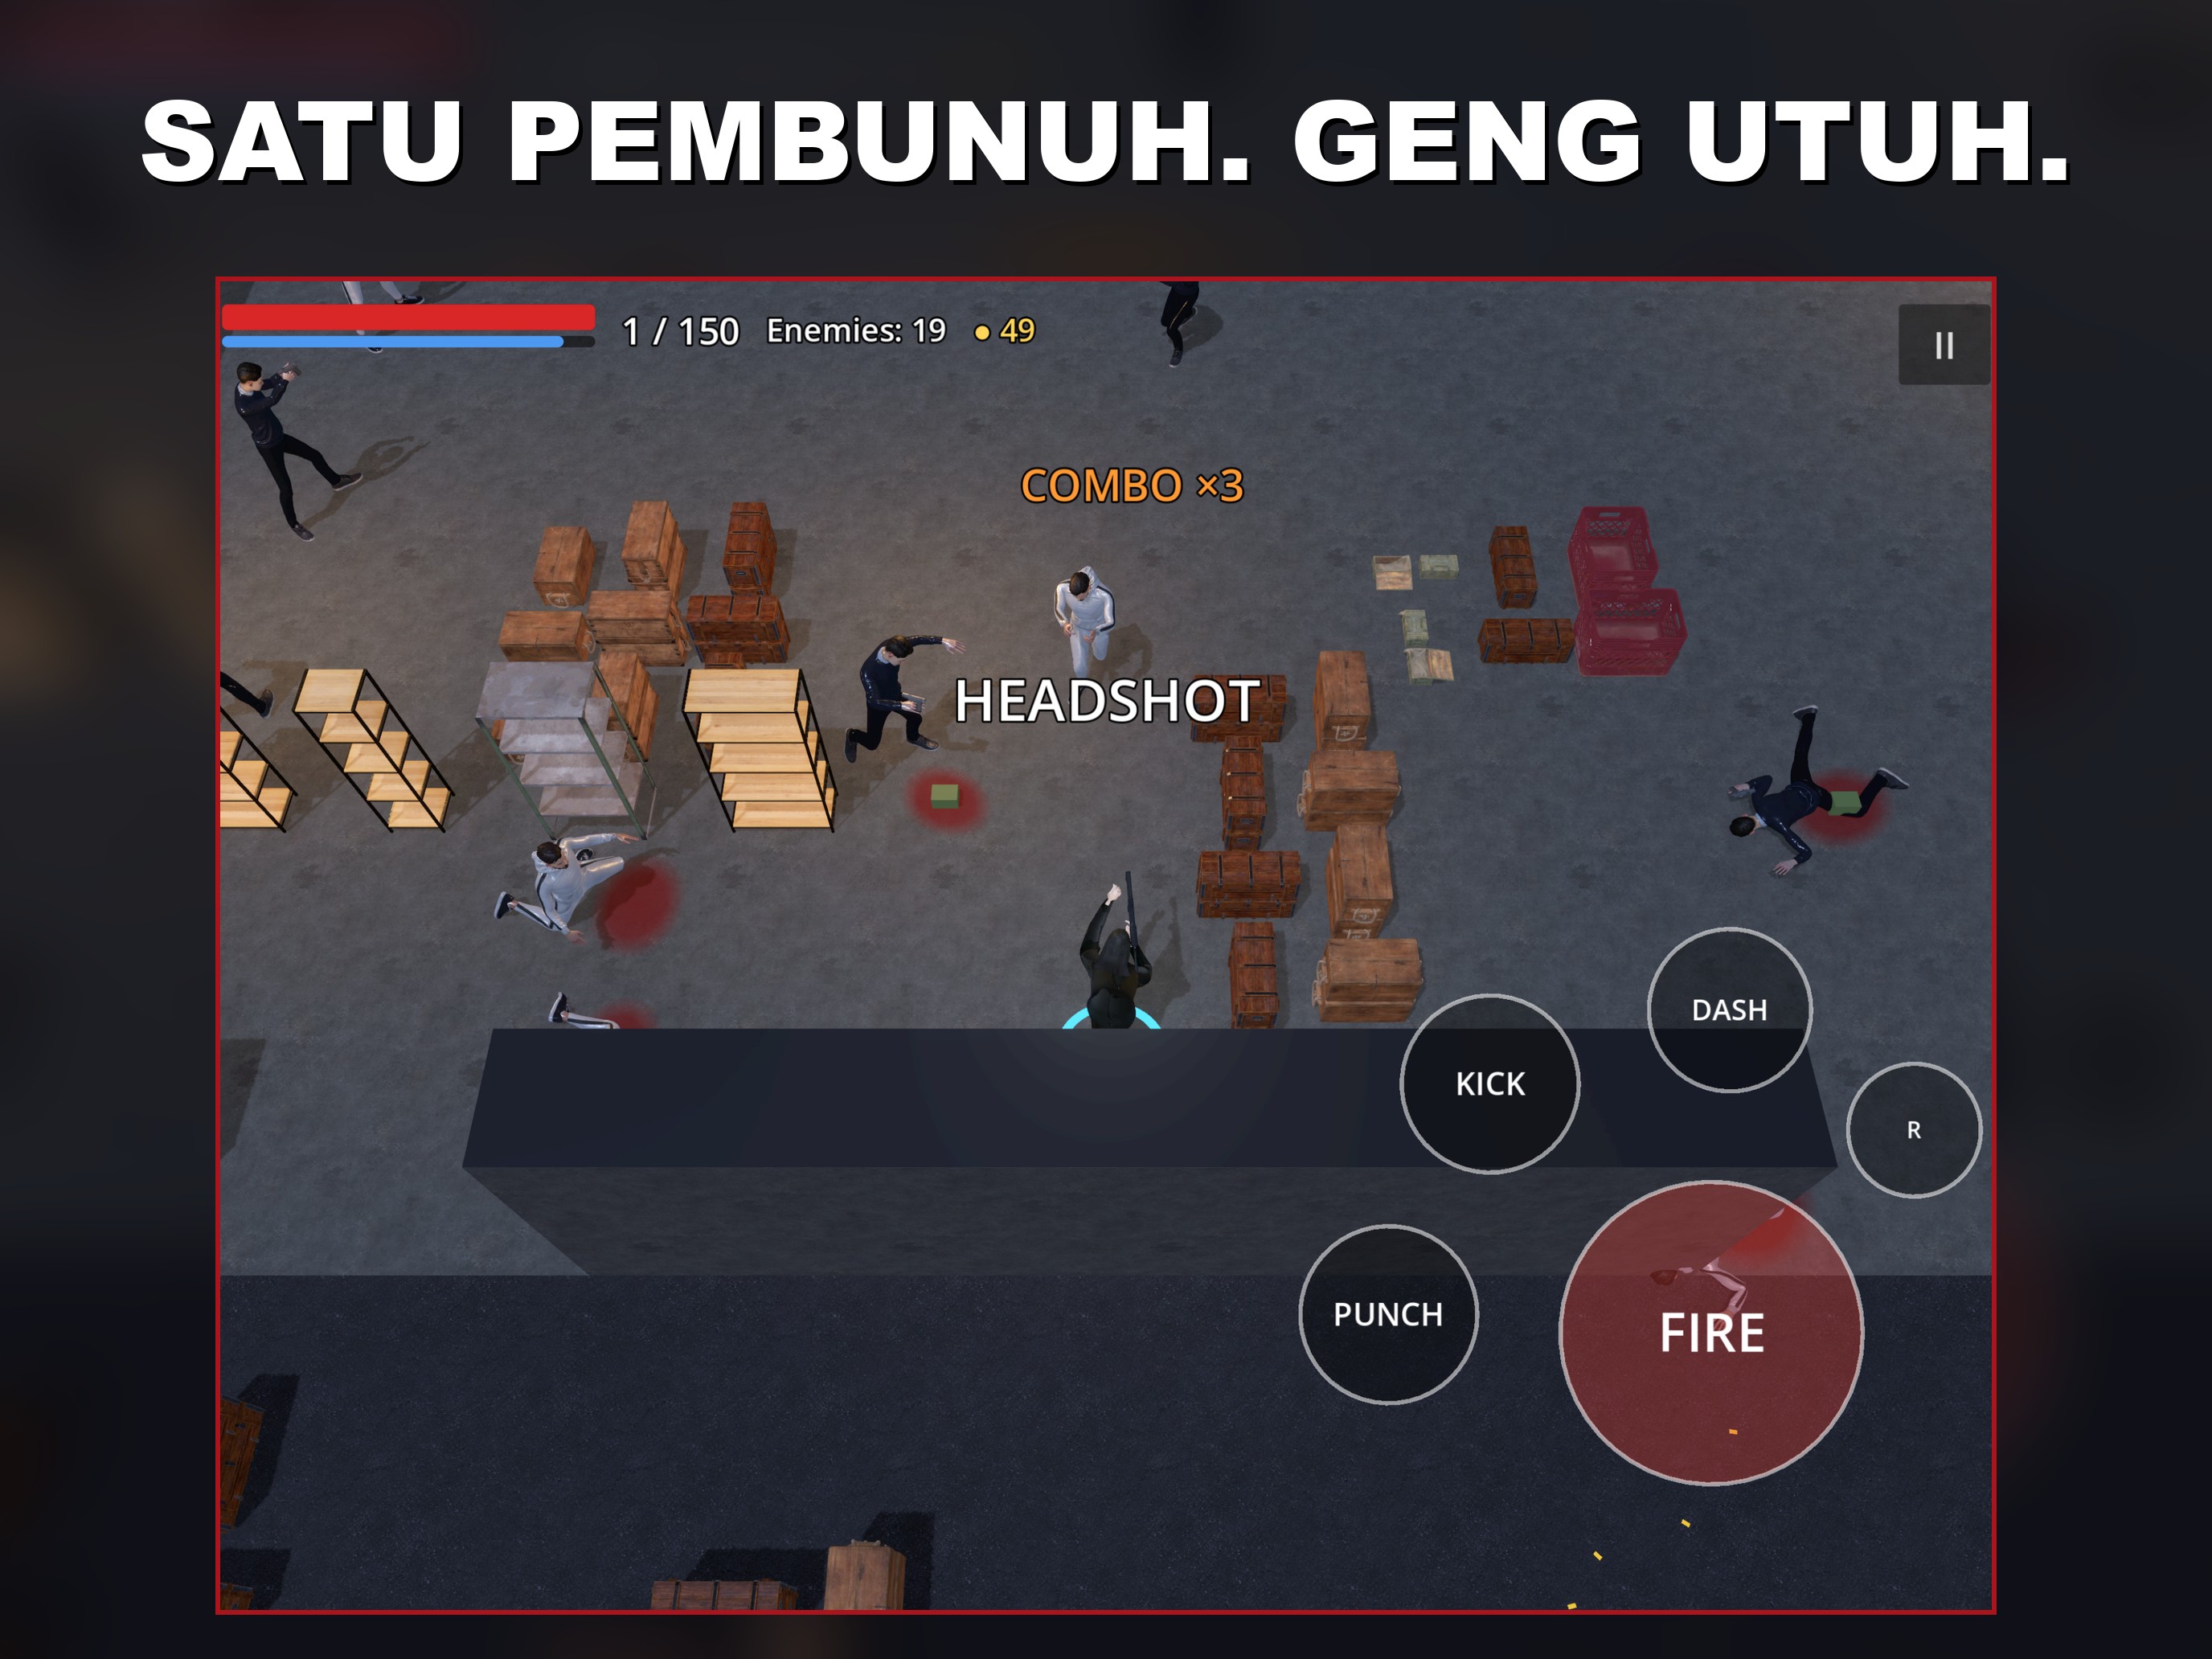 SATU PEMBUNUH. GENG UTUH.
1 / 150 Enemies: 19 49
COMBO ×3
HEADSHOT
DASH
KICK
R
PUNCH
FIRE